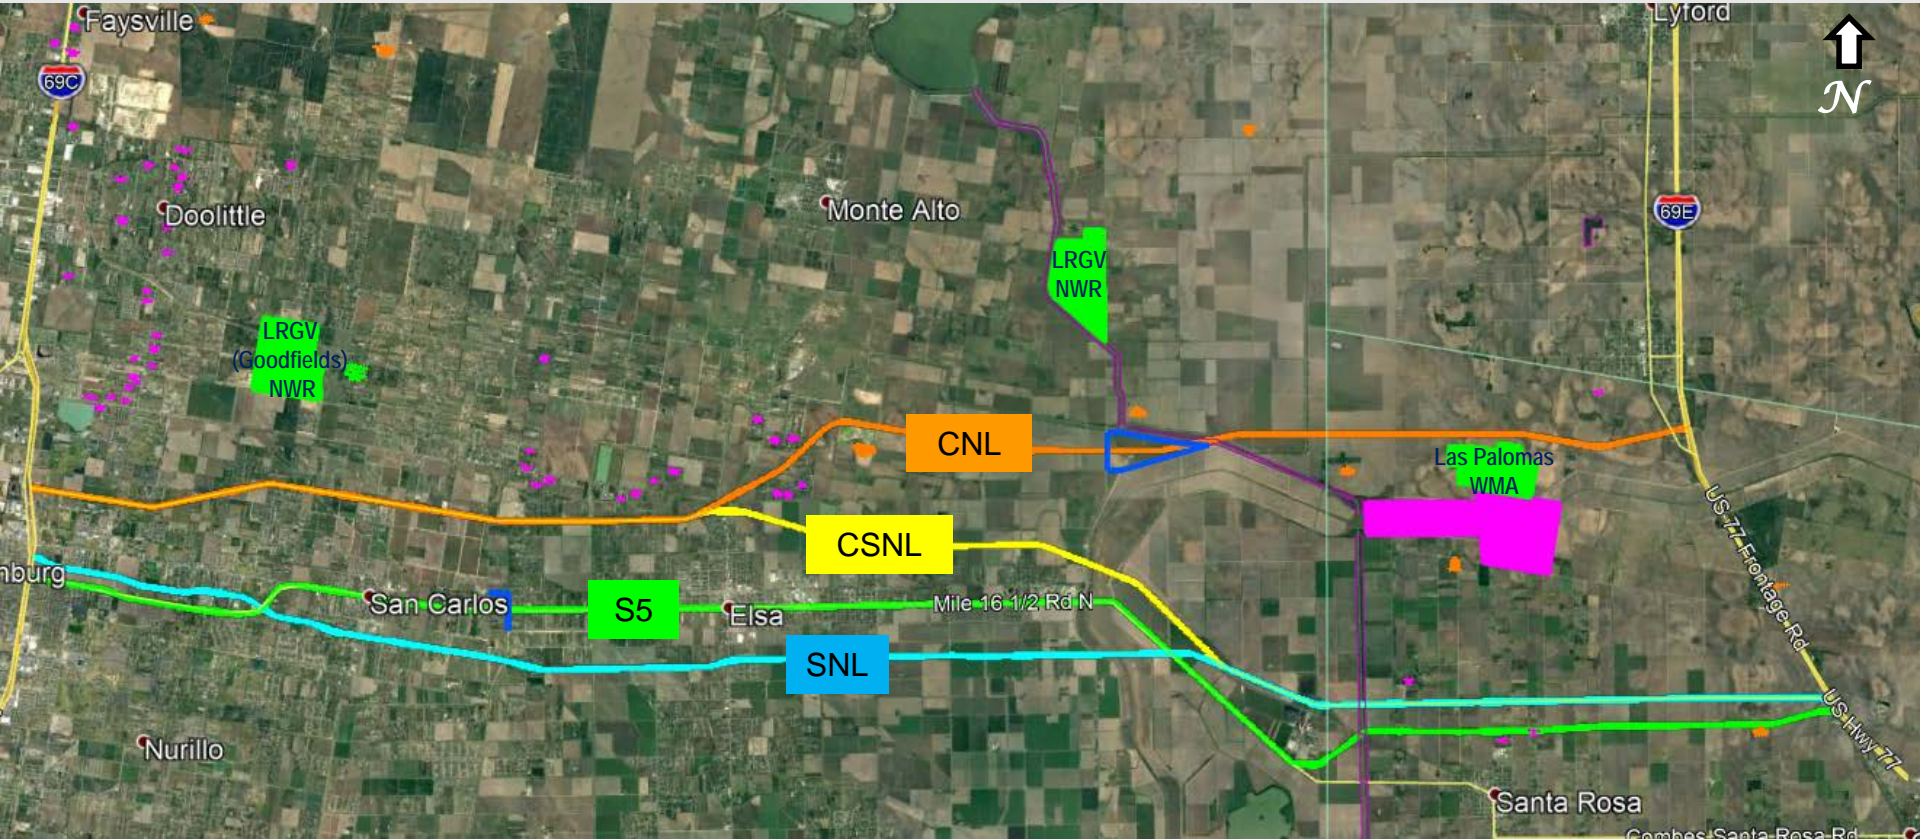 Faysville
Lyford
69C
N
Doolittle
Monte Alto
69E
LRGV
NWR
LRGV
(Goodfields)
NWR
CNL
Las Palomas
WMA
CSNL
US 77 Frontage Rd
nburg
San Carlos
S5
Elsa
Mile 16 1/2 Rd N
SNL
US Hwy 77
Nurillo
Santa Rosa
Combes Santa Rosa Rd